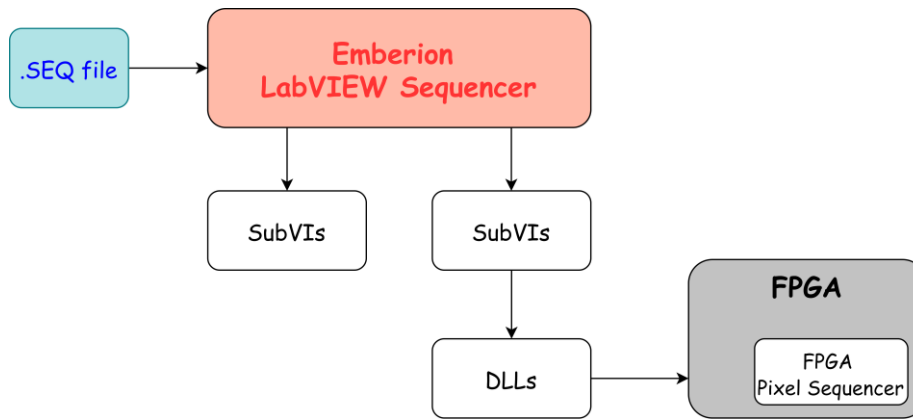 .SEQ file
Emberion
LabVIEW Sequencer
SubVIs
SubVIs
DLLs
FPGA
FPGA
Pixel Sequencer